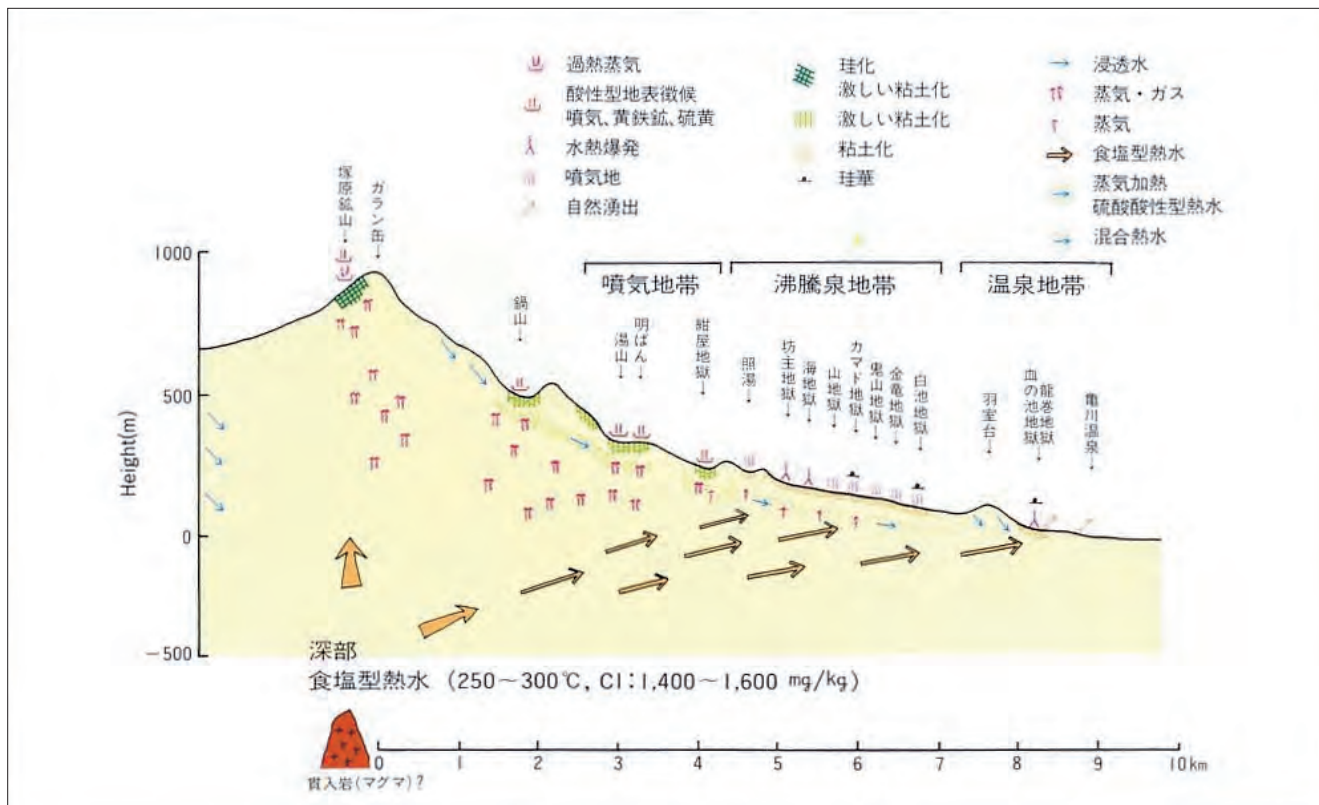 過熱蒸気
酸性型地表徴候
噴気、黄鉄鉱、硫黄
水熱爆発
噴気地
自然湧出
珪化
激しい粘土化
激しい粘土化
粘土化
珪華
浸透水
蒸気・ガス
蒸気
食塩型熱水
蒸気加熱
硫酸酸性型熱水
混合熱水
噴気地帯
沸騰泉地帯
温泉地帯
塚原鉱山
ガラン缶
鍋山
湯山
明ばん
紺屋地獄
照湯
坊主地獄
海地獄
山地獄
カマド地獄
鬼山地獄
金竜地獄
白池地獄
羽室台
血の池地獄
龍巻地獄
亀川温泉
Height(m)
1000
500
0
−500
深部
食塩型熱水 (250～300℃, Cl:1,400～1,600 mg/kg)
貫入岩(マグマ)?
0 1 2 3 4 5 6 7 8 9 10km